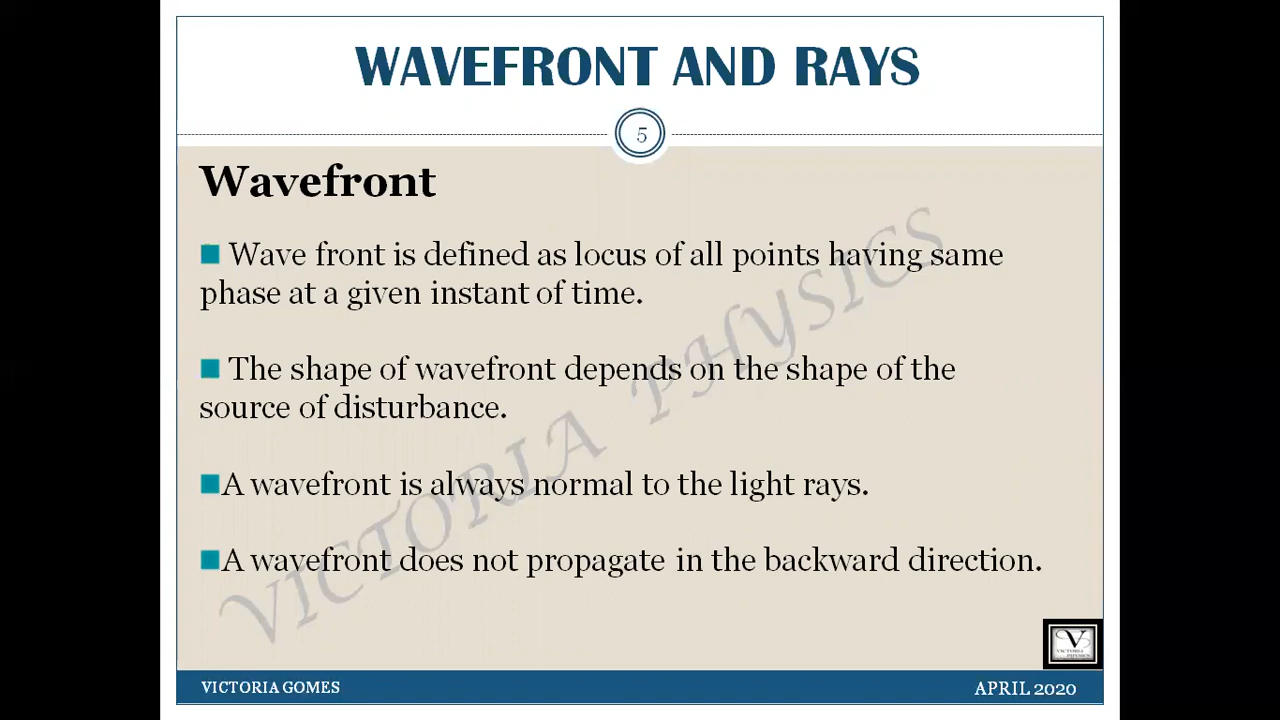 WAVEFRONT AND RAYS
5
Wavefront
Wave front is defined as locus of all points having same
phase at a given instant of time.
The shape of wavefront depends on the shape of the
source of disturbance.
A wavefront is always normal to the light rays.
A wavefront does not propagate in the backward direction.
VICTORIA PHYSICS
V
VICTORIA
PHYSICS
VICTORIA GOMES
APRIL 2020